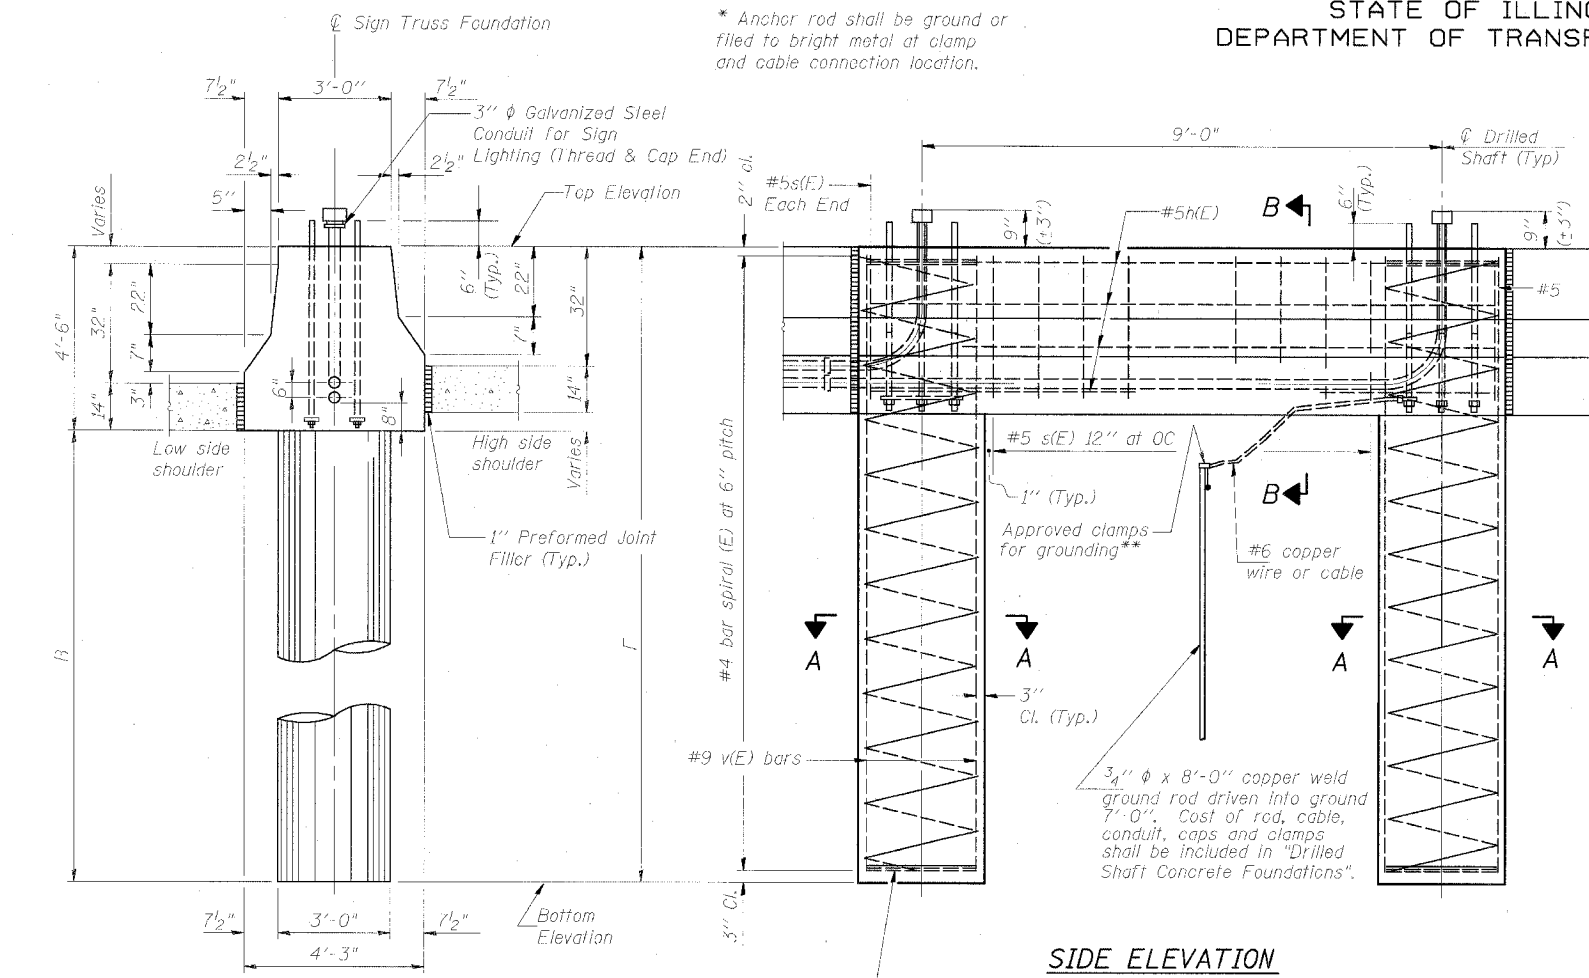 STATE OF ILLINO
DEPARTMENT OF TRANSF
* Anchor rod shall be ground or
filed to bright metal at clamp
and cable connection location.
℄ Sign Truss Foundation
7½"
3'-0"
7½"
3" φ Galvanized Steel
Conduit for Sign
Lighting (Thread & Cap End)
2½"
2½"
5"
Varies
Top Elevation
6"
(Typ.)
22"
7"
32"
14"
Varies
4'-6"
32"
14"
22"
7"
3"
6"
8"
Low side
shoulder
High side
shoulder
1" Preformed Joint
Filler (Typ.)
B
F
Bottom
Elevation
7½"
3'-0"
7½"
4'-3"
9'-0"
℄ Drilled
Shaft (Typ)
2" cl.
#5s(E)
Each End
9"
(±3")
#5h(E)
B
6"
(Typ.)
9"
(±3")
#5
#5 s(E) 12" at OC
1" (Typ.)
B
Approved clamps
for grounding**
#6 copper
wire or cable
#4 bar spiral (E) at 6" pitch
A
A
A
A
3"
Cl. (Typ.)
#9 v(E) bars
¾" φ x 8'-0" copper weld
ground rod driven into ground
7'-0". Cost of rod, cable,
conduit, caps and clamps
shall be included in "Drilled
Shaft Concrete Foundations".
3" Cl.
SIDE ELEVATION